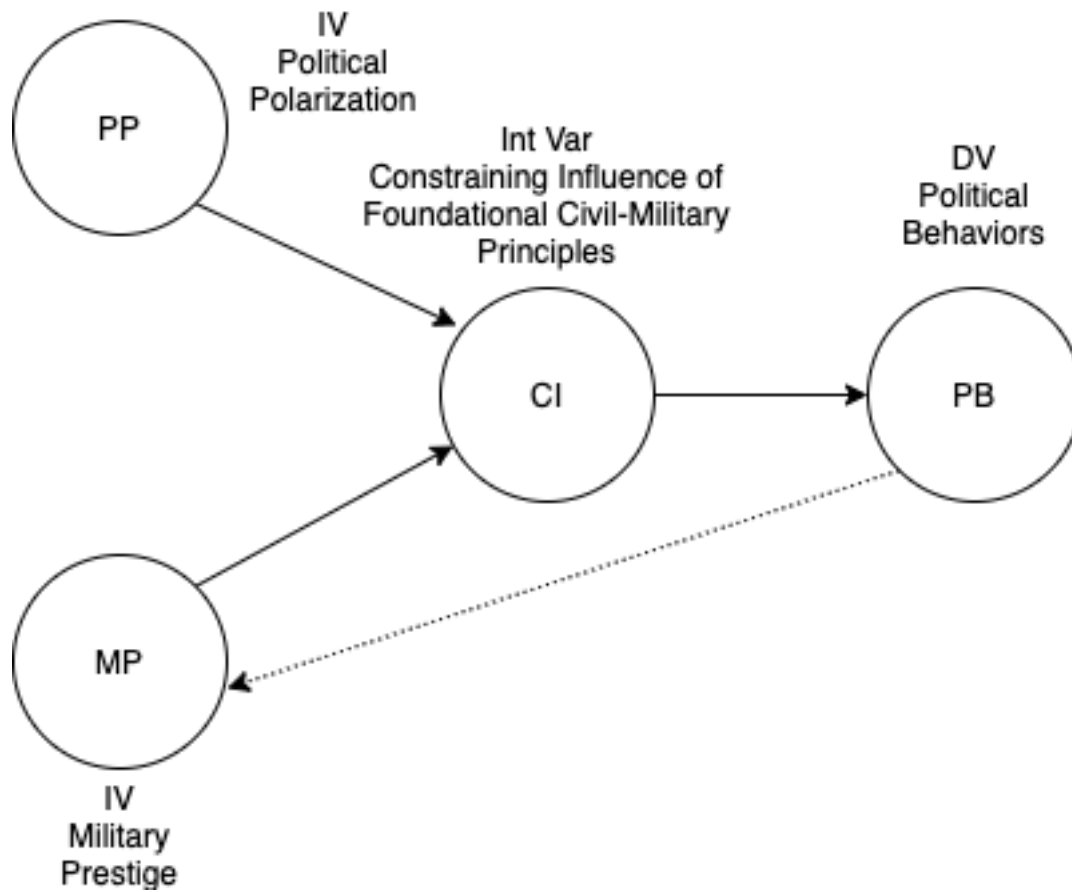 IV
Political
Polarization
PP
Int Var
Constraining Influence of
Foundational Civil-Military
Principles
CI
DV
Political
Behaviors
PB
MP
IV
Military
Prestige